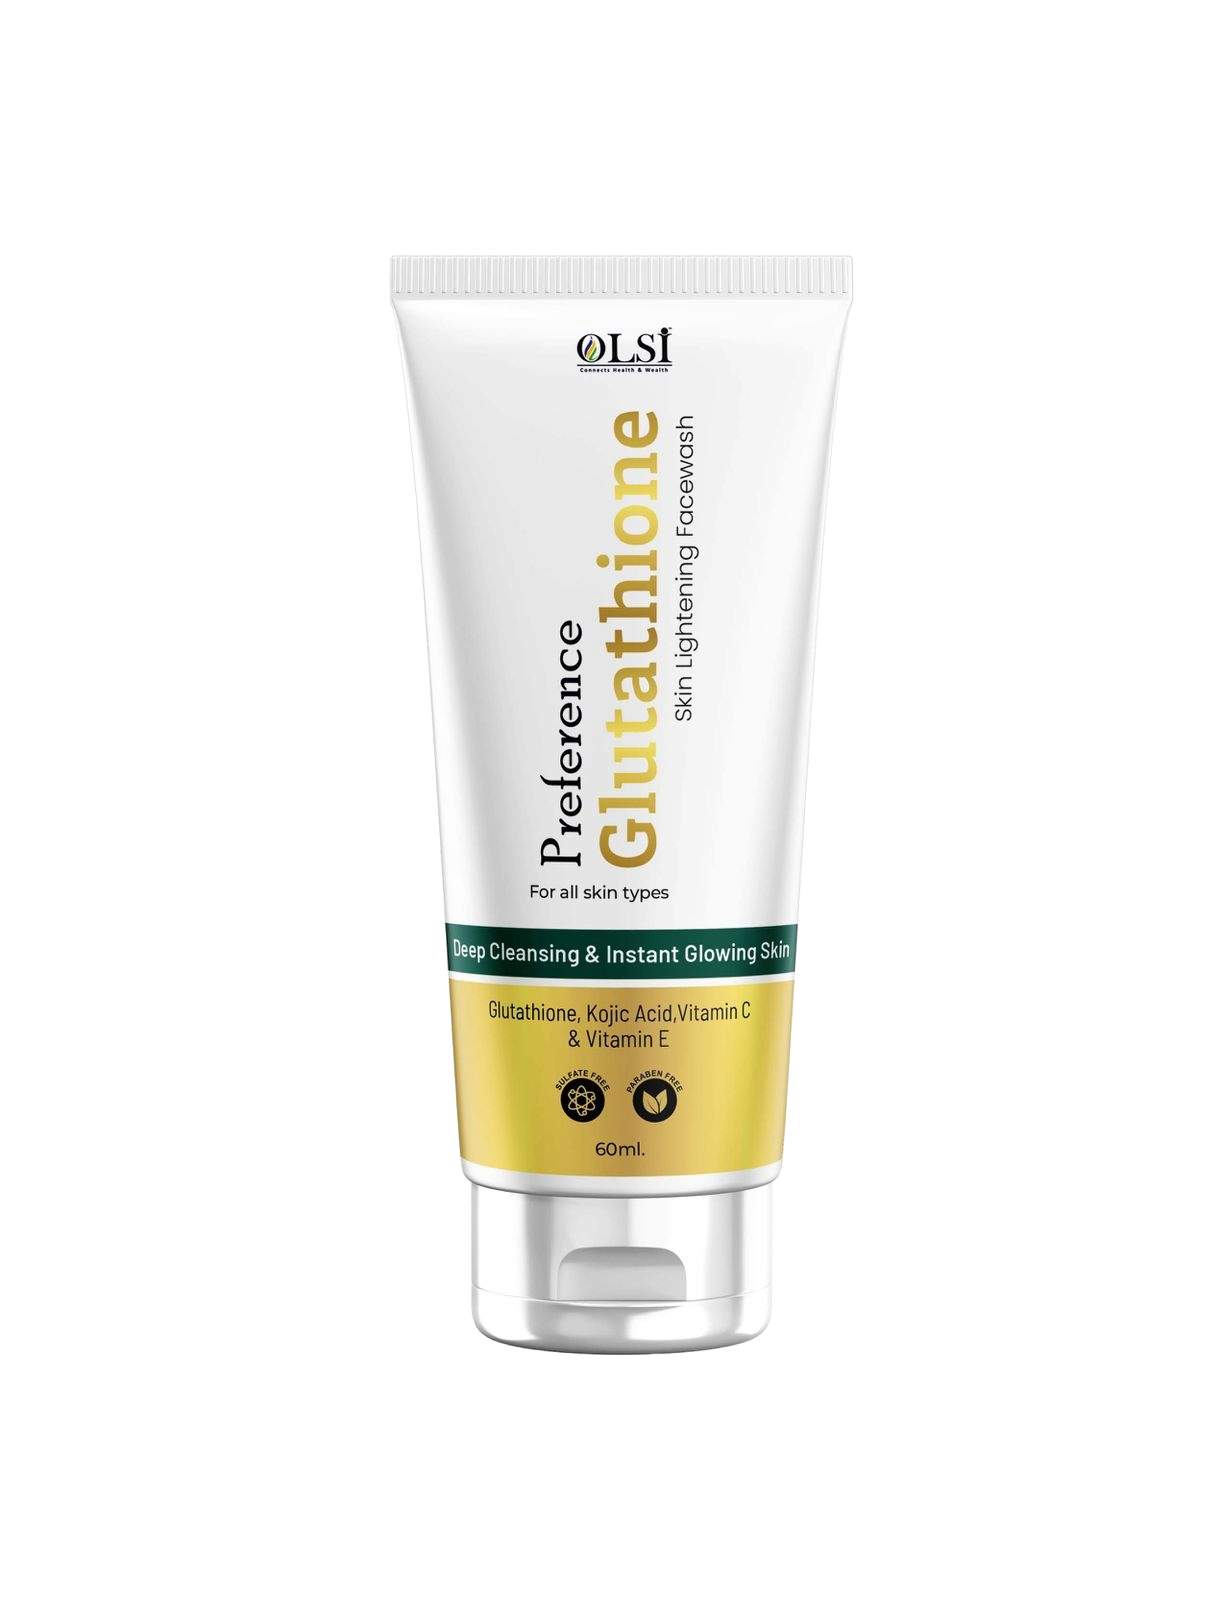 OLSi
Connects Health & Wealth
Preference
Glutathione
Skin Lightening Facewash
For all skin types
Deep Cleansing & Instant Glowing Skin
Glutathione, Kojic Acid,Vitamin C
& Vitamin E
SULFATE FREE
PARABEN FREE
60ml.